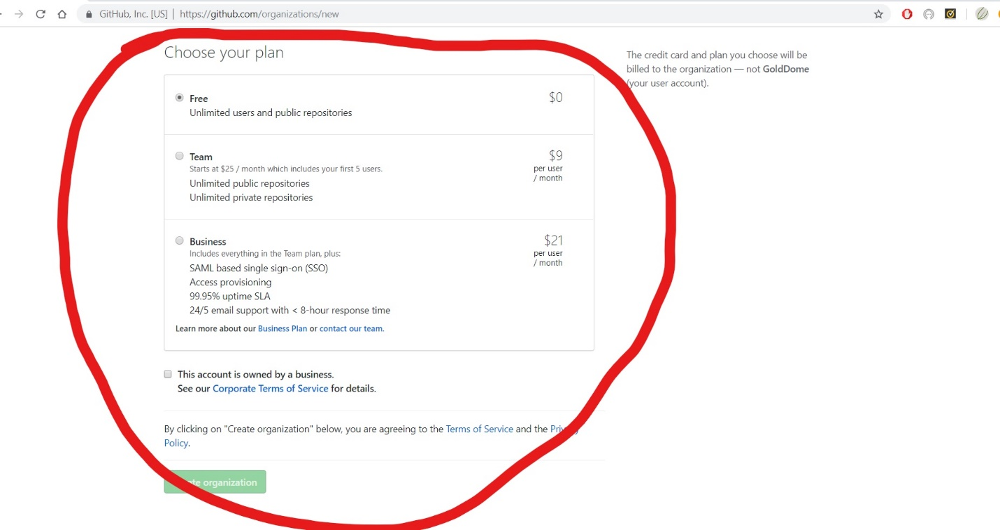 GitHub, Inc. [US] | https://github.com/organizations/new
Choose your plan
The credit card and plan you choose will be
billed to the organization — not GoldDome
(your user account).
Free
$0
Unlimited users and public repositories
Team
$9
Starts at $25 / month which includes your first 5 users.
per user
/ month
Unlimited public repositories
Unlimited private repositories
Business
$21
Includes everything in the Team plan, plus:
per user
/ month
SAML based single sign-on (SSO)
Access provisioning
99.95% uptime SLA
24/5 email support with < 8-hour response time
Learn more about our Business Plan or contact our team.
This account is owned by a business.
See our Corporate Terms of Service for details.
By clicking on "Create organization" below, you are agreeing to the Terms of Service and the Privacy
Policy.
organization